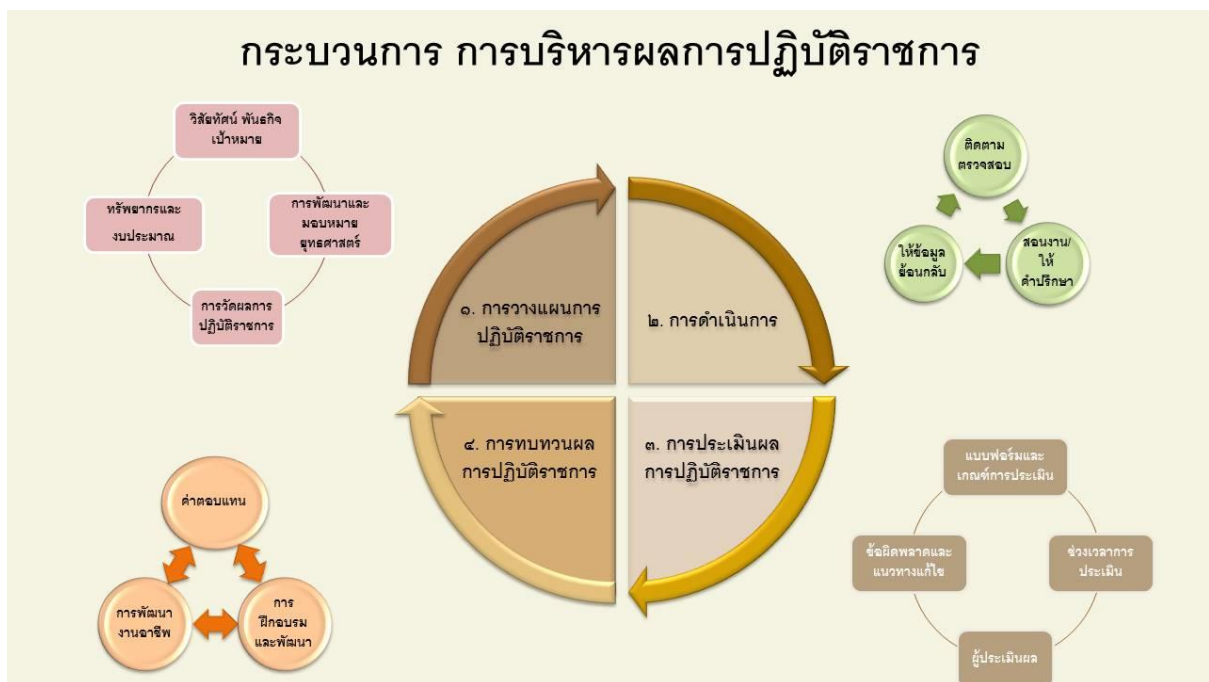 กระบวนการ การบริหารผลการปฏิบัติราชการ
วิสัยทัศน์ พันธกิจ
เป้าหมาย
ทรัพยากรและ
งบประมาณ
การพัฒนาและ
มอบหมาย
ยุทธศาสตร์
การวัดผลการ
ปฏิบัติราชการ
ติดตาม
ตรวจสอบ
ให้ข้อมูล
ย้อนกลับ
สอนงาน/
ให้
คำปรึกษา
๑. การวางแผนการ
ปฏิบัติราชการ
๒. การดำเนินการ
๔. การทบทวนผล
การปฏิบัติราชการ
๓. การประเมินผล
การปฏิบัติราชการ
ค่าตอบแทน
การพัฒนา
งานอาชีพ
การ
ฝึกอบรม
และพัฒนา
แบบฟอร์มและ
เกณฑ์การประเมิน
ข้อผิดพลาดและ
แนวทางแก้ไข
ช่วงเวลาการ
ประเมิน
ผู้ประเมินผล